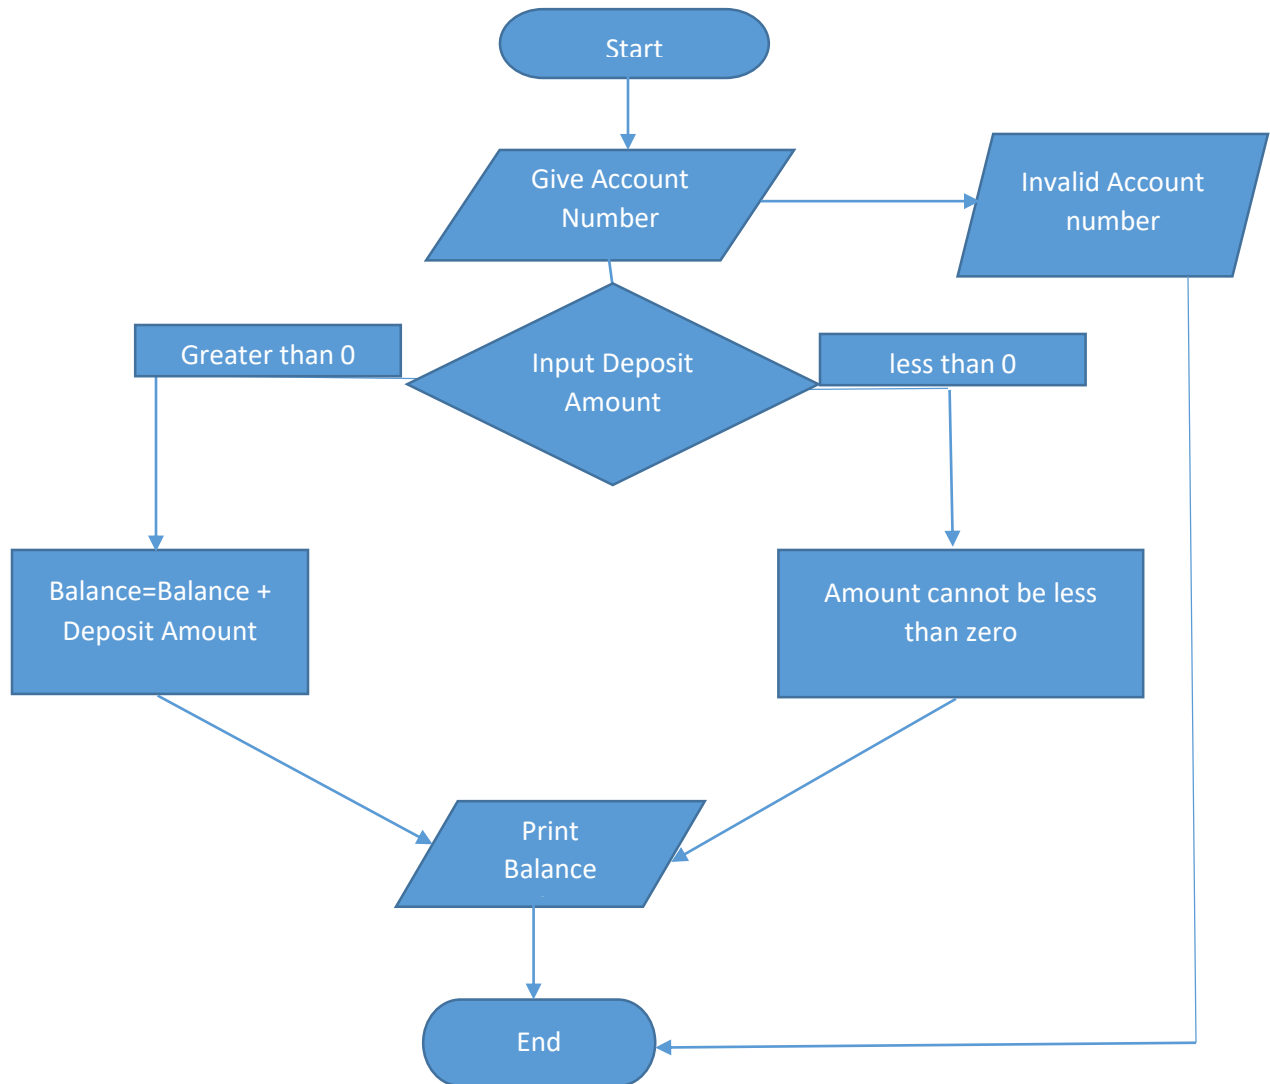 Start
Give Account
Number
Invalid Account
number
Greater than 0
Input Deposit
Amount
less than 0
Balance=Balance +
Deposit Amount
Amount cannot be less
than zero
Print
Balance
End